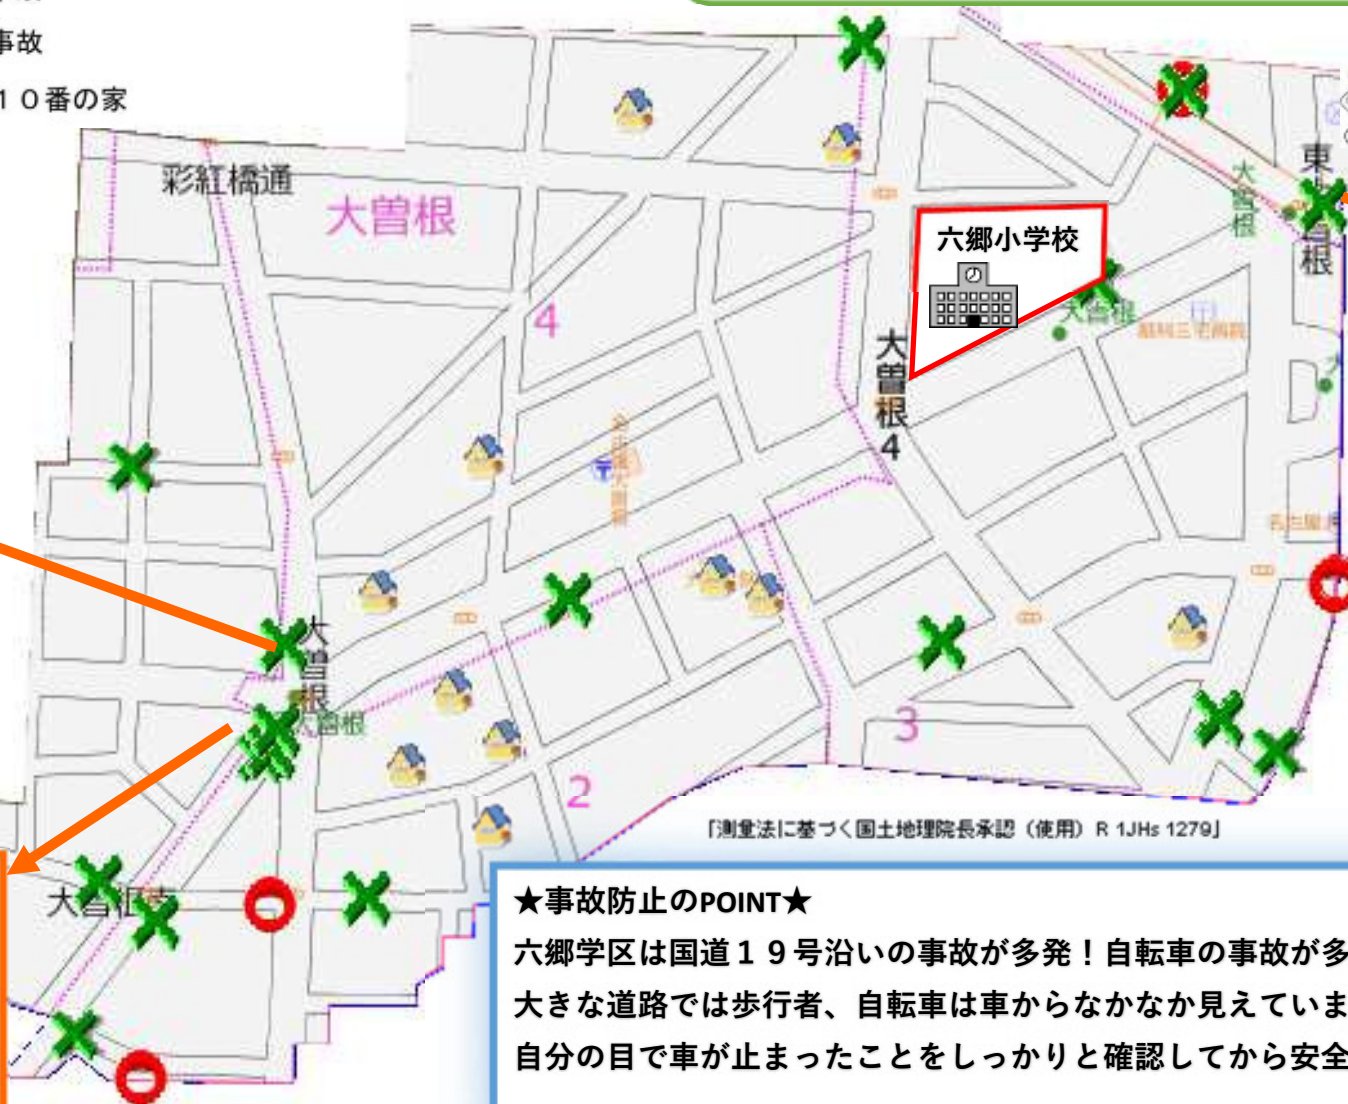 事故
１０番の家
彩紅橋通
大曽根
六郷小学校
大曽根
東
根
4
大曽根
大曽根４
大曽根
大曽根
3
2
「測量法に基づく国土地理院長承認（使用）R 1JHs 1279」
★事故防止のPOINT★
六郷学区は国道１９号沿いの事故が多発！自転車の事故が多
大きな道路では歩行者、自転車は車からなかなか見えていま
自分の目で車が止まったことをしっかりと確認してから安全